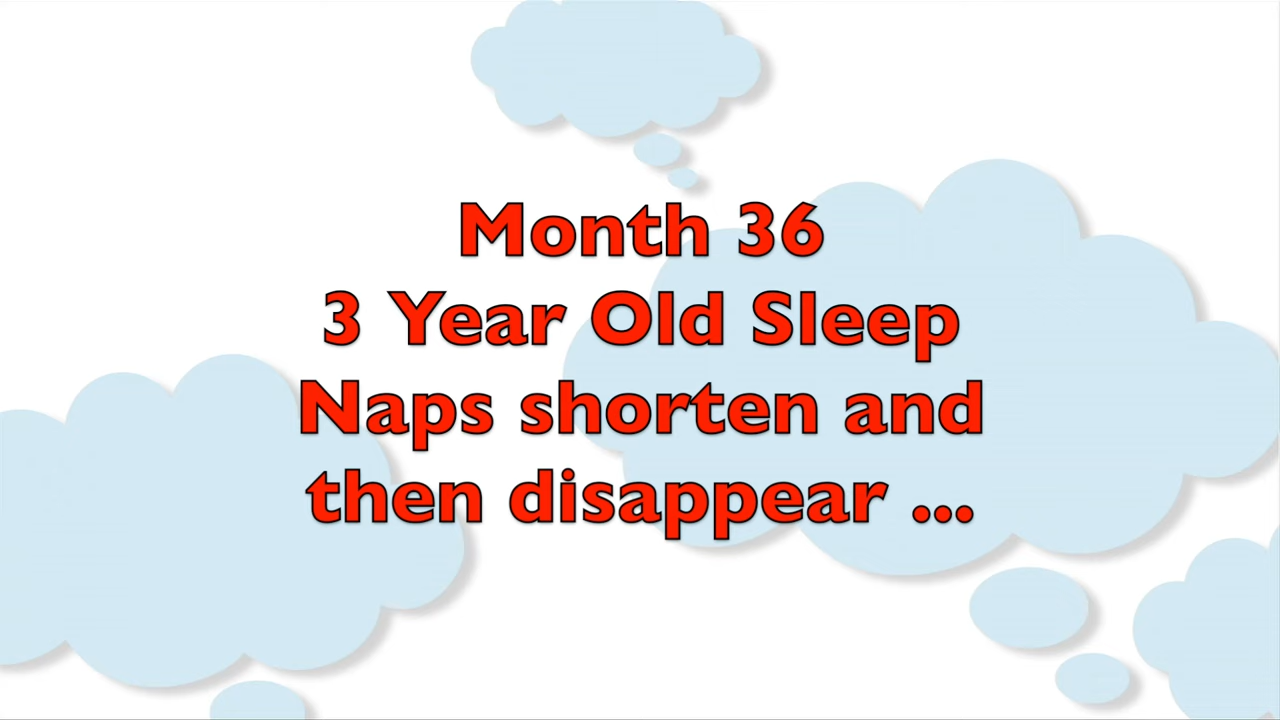 Month 36
3 Year Old Sleep
Naps shorten and
then disappear ...